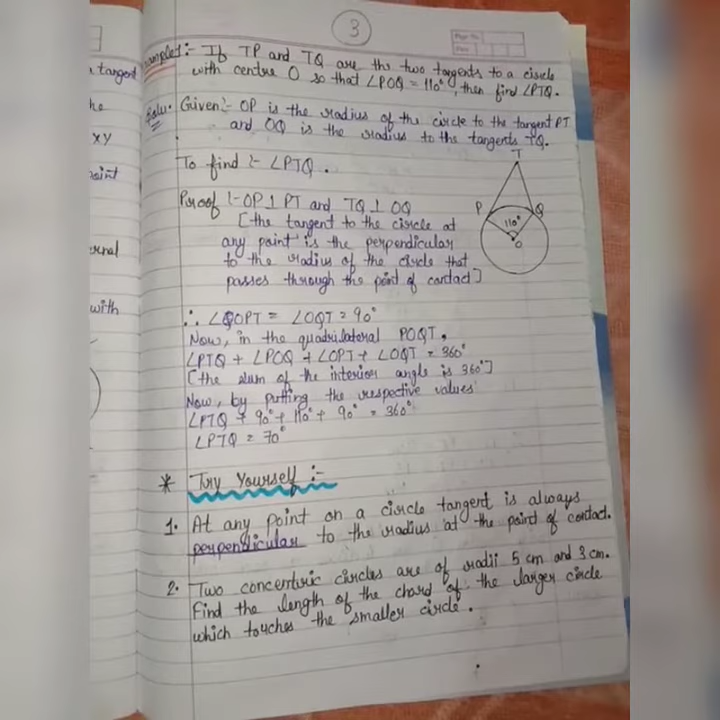 3
Page No.
Date
Example1:- If TP and TQ are the two tangents to a circle
with centre O so that ∠POQ = 110°, then find ∠PTQ.
Solu. Given:- OP is the radius of the circle to the tangent PT
and OQ is the radius to the tangents TQ.
To find :- ∠PTQ.
Proof :- OP⊥PT and TQ⊥OQ
[the tangent to the circle at
any point is the perpendicular
to the radius of the circle that
passes through the point of contact]
T
P
Q
110°
O
∴ ∠OPT = ∠OQT = 90°
Now, in the quadrilateral POQT,
∠PTQ + ∠POQ + ∠OPT + ∠OQT = 360°
[the sum of the interior angle is 360°]
Now, by putting the respective values
∠PTQ + 90° + 110° + 90° = 360°
∠PTQ = 70°
* Try Yourself :-
1. At any point on a circle tangent is always
perpendicular to the radius at the point of contact.
2. Two concentric circles are of radii 5 cm and 3 cm.
Find the length of the chord of the larger circle
which touches the smaller circle.
tangent
he
XY
point
with